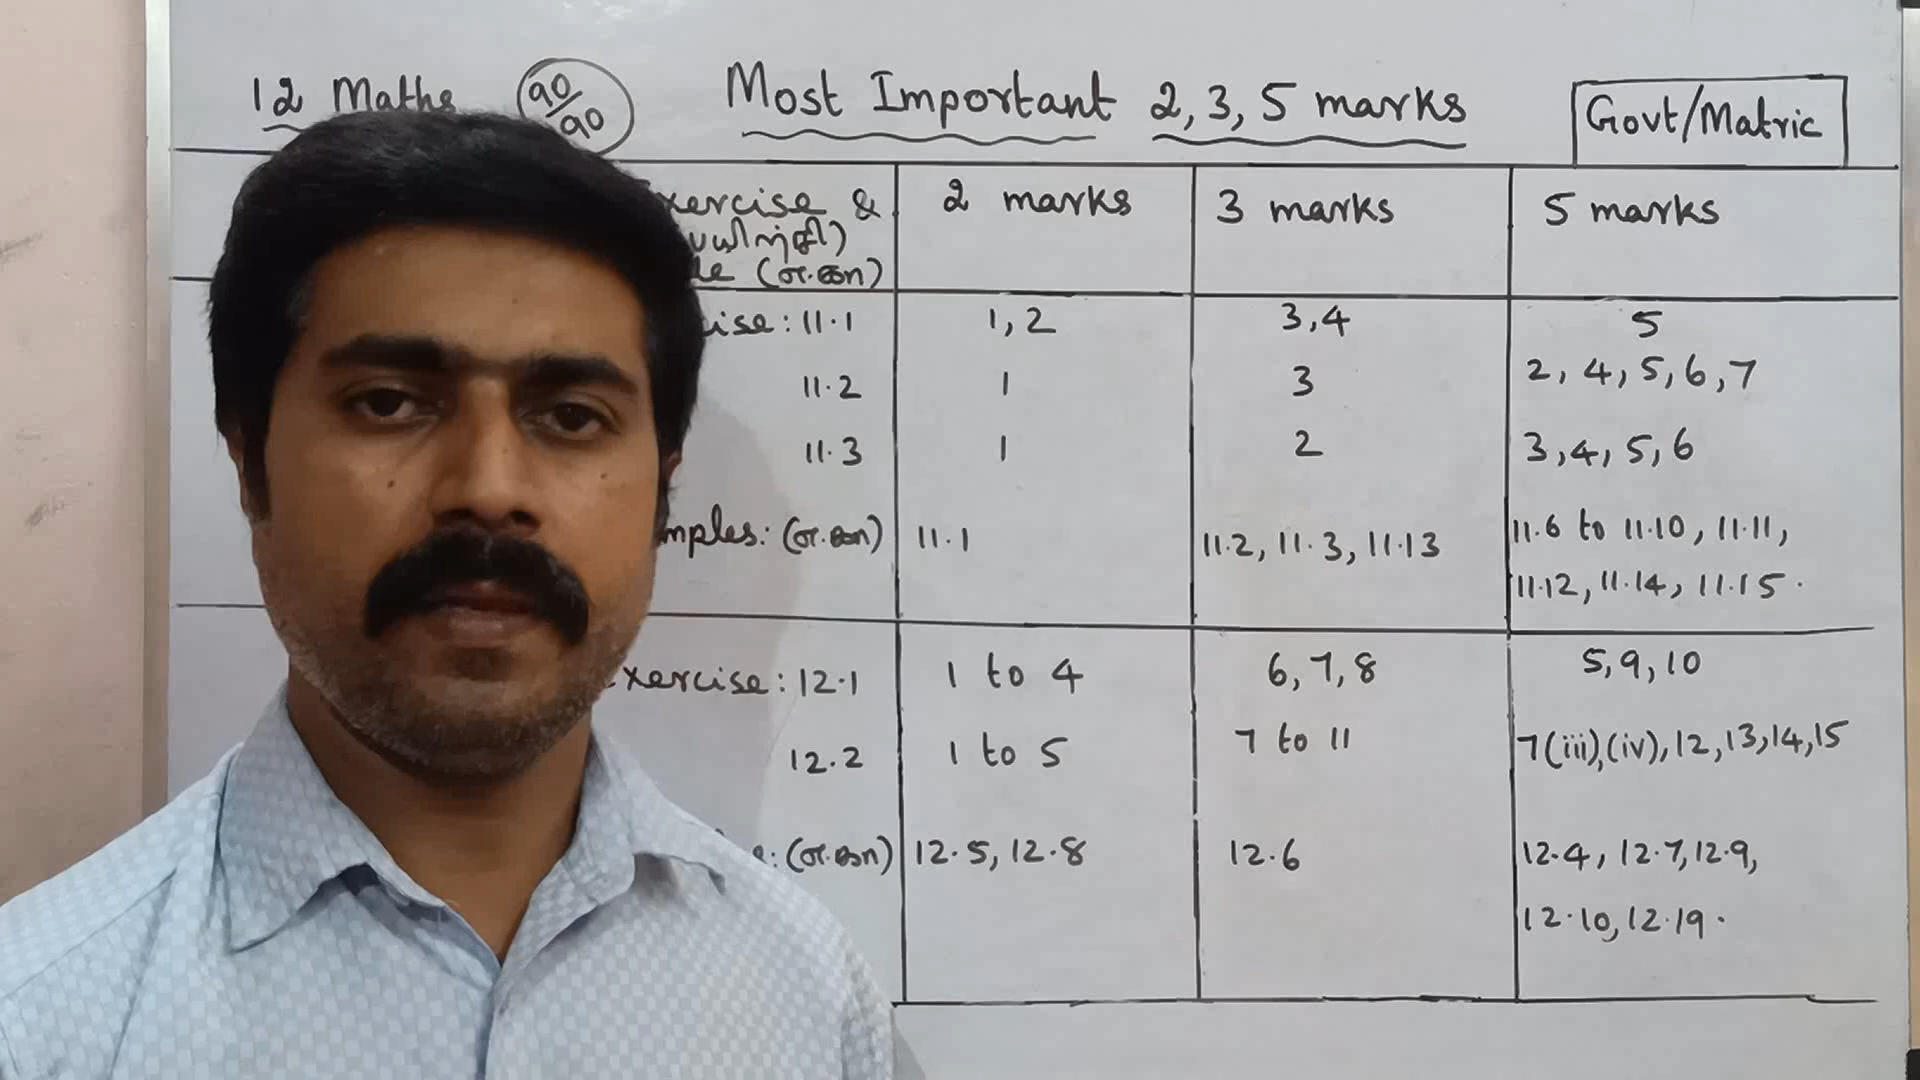 12 Maths 90/90 Most Important 2, 3, 5 marks Govt/Matric
Exercise & 2 marks 3 marks 5 marks
(எ.கா)
11.1 1, 2 3,4 5
11.2 1 3 2, 4, 5, 6, 7
11.3 1 2 3,4, 5, 6
(எ.கா) 11.1 11.2, 11.3, 11.13 11.6 to 11.10, 11.11,
11.12, 11.14, 11.15.
Exercise: 12.1 1 to 4 6, 7, 8 5, 9, 10
12.2 1 to 5 7 to 11 7(iii),(iv), 12, 13, 14, 15
(எ.கா) 12.5, 12.8 12.6 12.4, 12.7, 12.9,
12.10, 12.19.